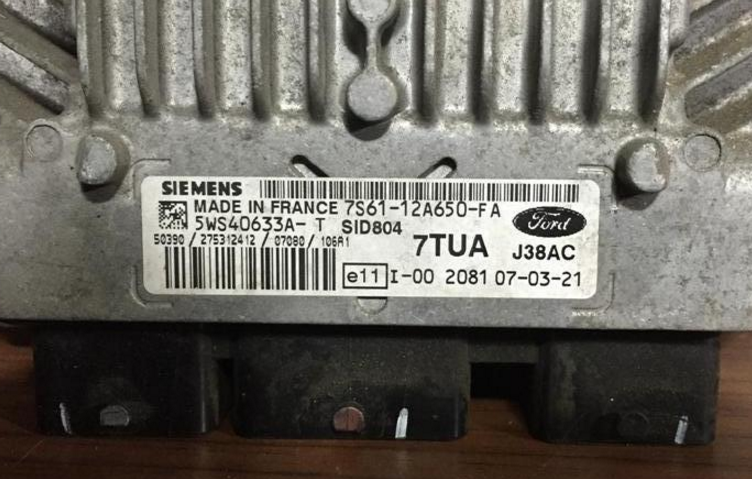 SIEMENS
MADE IN FRANCE 7S61-12A650-FA
5WS40633A- T SID804
Ford
50390 / 275312412 / 07080 / 106A1
7TUA J38AC
e11 I-00 2081 07-03-21